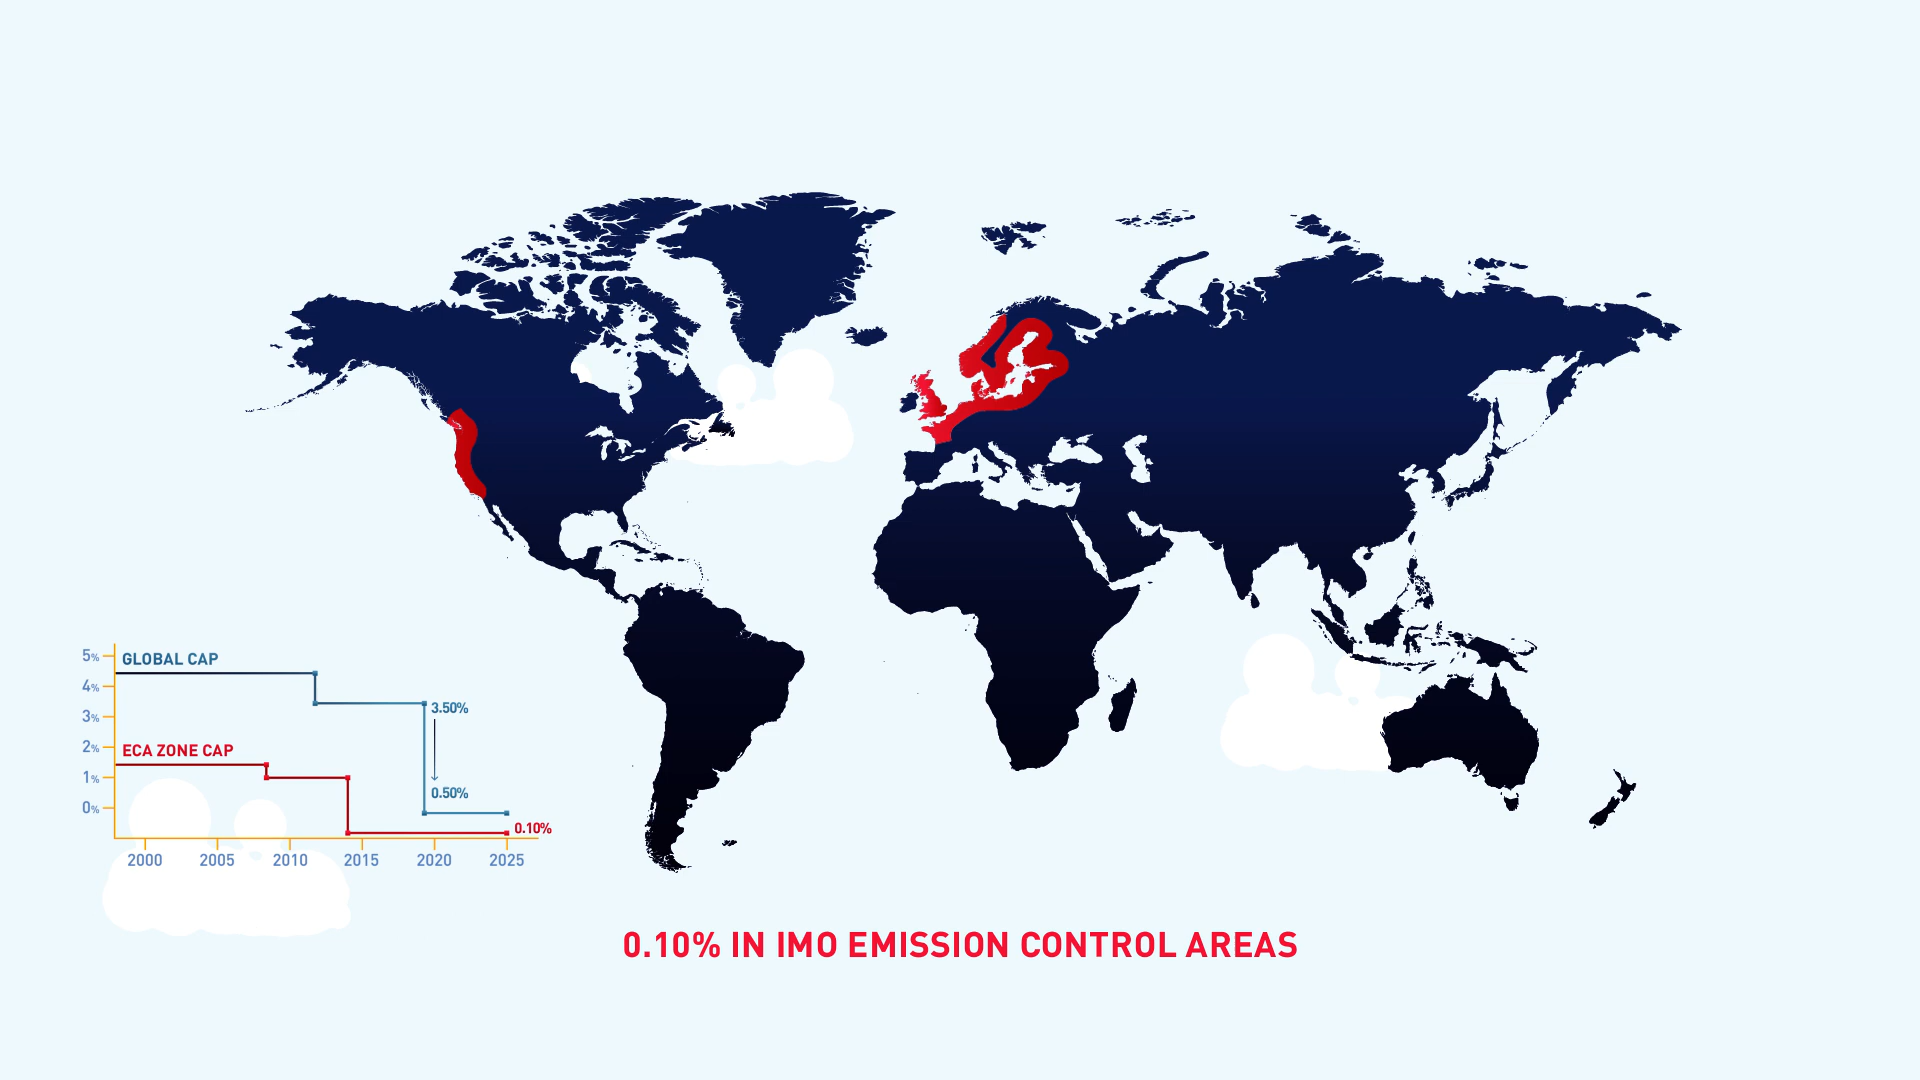 5%
GLOBAL CAP
4%
3.50%
3%
2%
ECA ZONE CAP
1%
0.50%
0%
0.10%
2000 2005 2010 2015 2020 2025
0.10% IN IMO EMISSION CONTROL AREAS